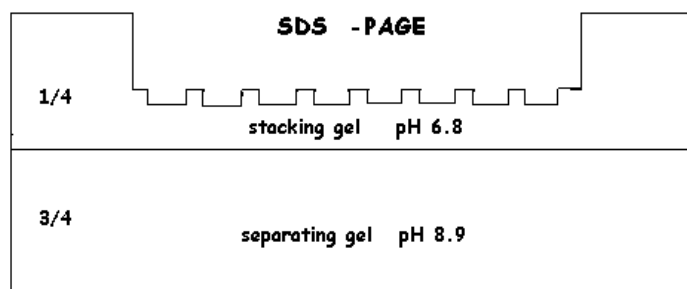 SDS -PAGE
1/4
stacking gel pH 6.8
3/4
separating gel pH 8.9